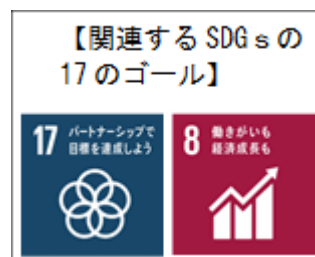 【関連するSDGｓの
17のゴール】
17 パートナーシップで
目標を達成しよう
8 働きがいも
経済成長も